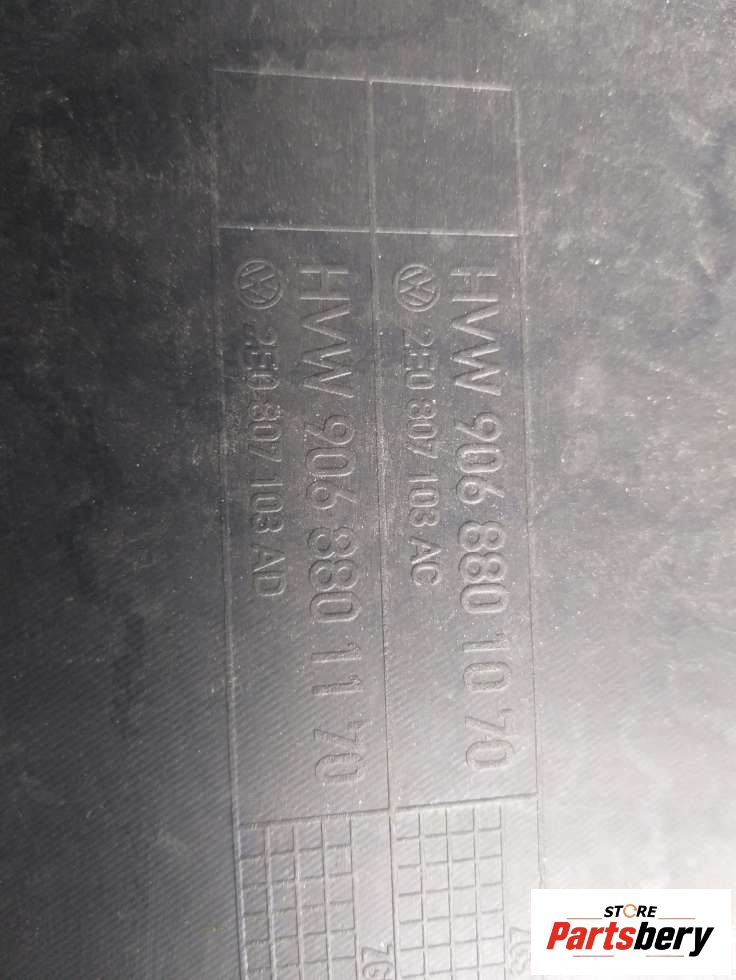 HVW 906 880 10 70
2E0 807 103 AC
HVW 906 880 11 70
2E0 807 103 AD
STORE
Partsbery